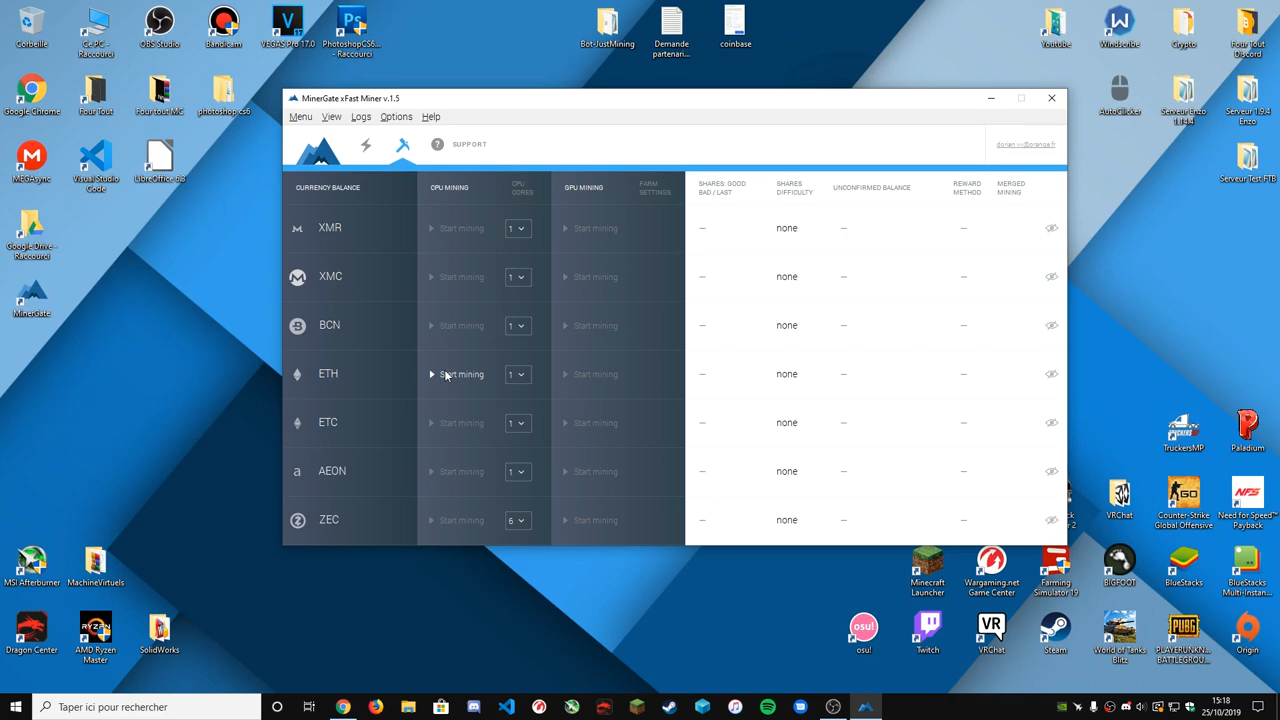 Corbeille
Ce PC -
Raccourci
OBS Studio
Bandicam
VEGAS Pro 17.0
PhotoshopCS6...
- Raccourci
Bot-JustMining
Demande
partenari...
coinbase
Youtube
Windscribe
Crypto
Four Tout
Discord
Google Chrome
Four Tout
Four tout MC
photoshop cs6
AutoClicker
Serveur Enzo
1.14.4
Serveur 1.9.4
Enzo
MEGAsync
Visual Studio
Code
LibreOffice 6.3
Serveur Test FTB
Google Drive -
Raccourci
MinerGate
MinerGate xFast Miner v.1.5
Menu View Logs Options Help
? SUPPORT
CURRENCY BALANCE
CPU MINING
CPU
CORES
GPU MINING
FARM
SETTINGS
SHARES: GOOD
BAD / LAST
SHARES
DIFFICULTY
UNCONFIRMED BALANCE
REWARD
METHOD
MERGED
MINING
XMR Start mining 1 Start mining — none — —
XMC Start mining 1 Start mining — none — —
BCN Start mining 1 Start mining — none — —
ETH Start mining 1 Start mining — none — —
ETC Start mining 1 Start mining — none — —
AEON Start mining 1 Start mining — none — —
ZEC Start mining 6 Start mining — none — —
TruckersMP
Paladium
VRChat
Counter-Strike
Global Offensive
Need for Speed™
Payback
MSI Afterburner
MachineVirtuels
Minecraft
Launcher
Wargaming.net
Game Center
Farming
Simulator 19
BIGFOOT
BlueStacks
BlueStacks
Multi-Instan...
Dragon Center
AMD Ryzen
Master
SolidWorks
osu!
osu!
Twitch
VR
VRChat
Steam
World of Tanks
Blitz
PUBG
PLAYERUNKN...
BATTLEGROU...
Origin
Taper ici pour rechercher
15:18
25/10/2019